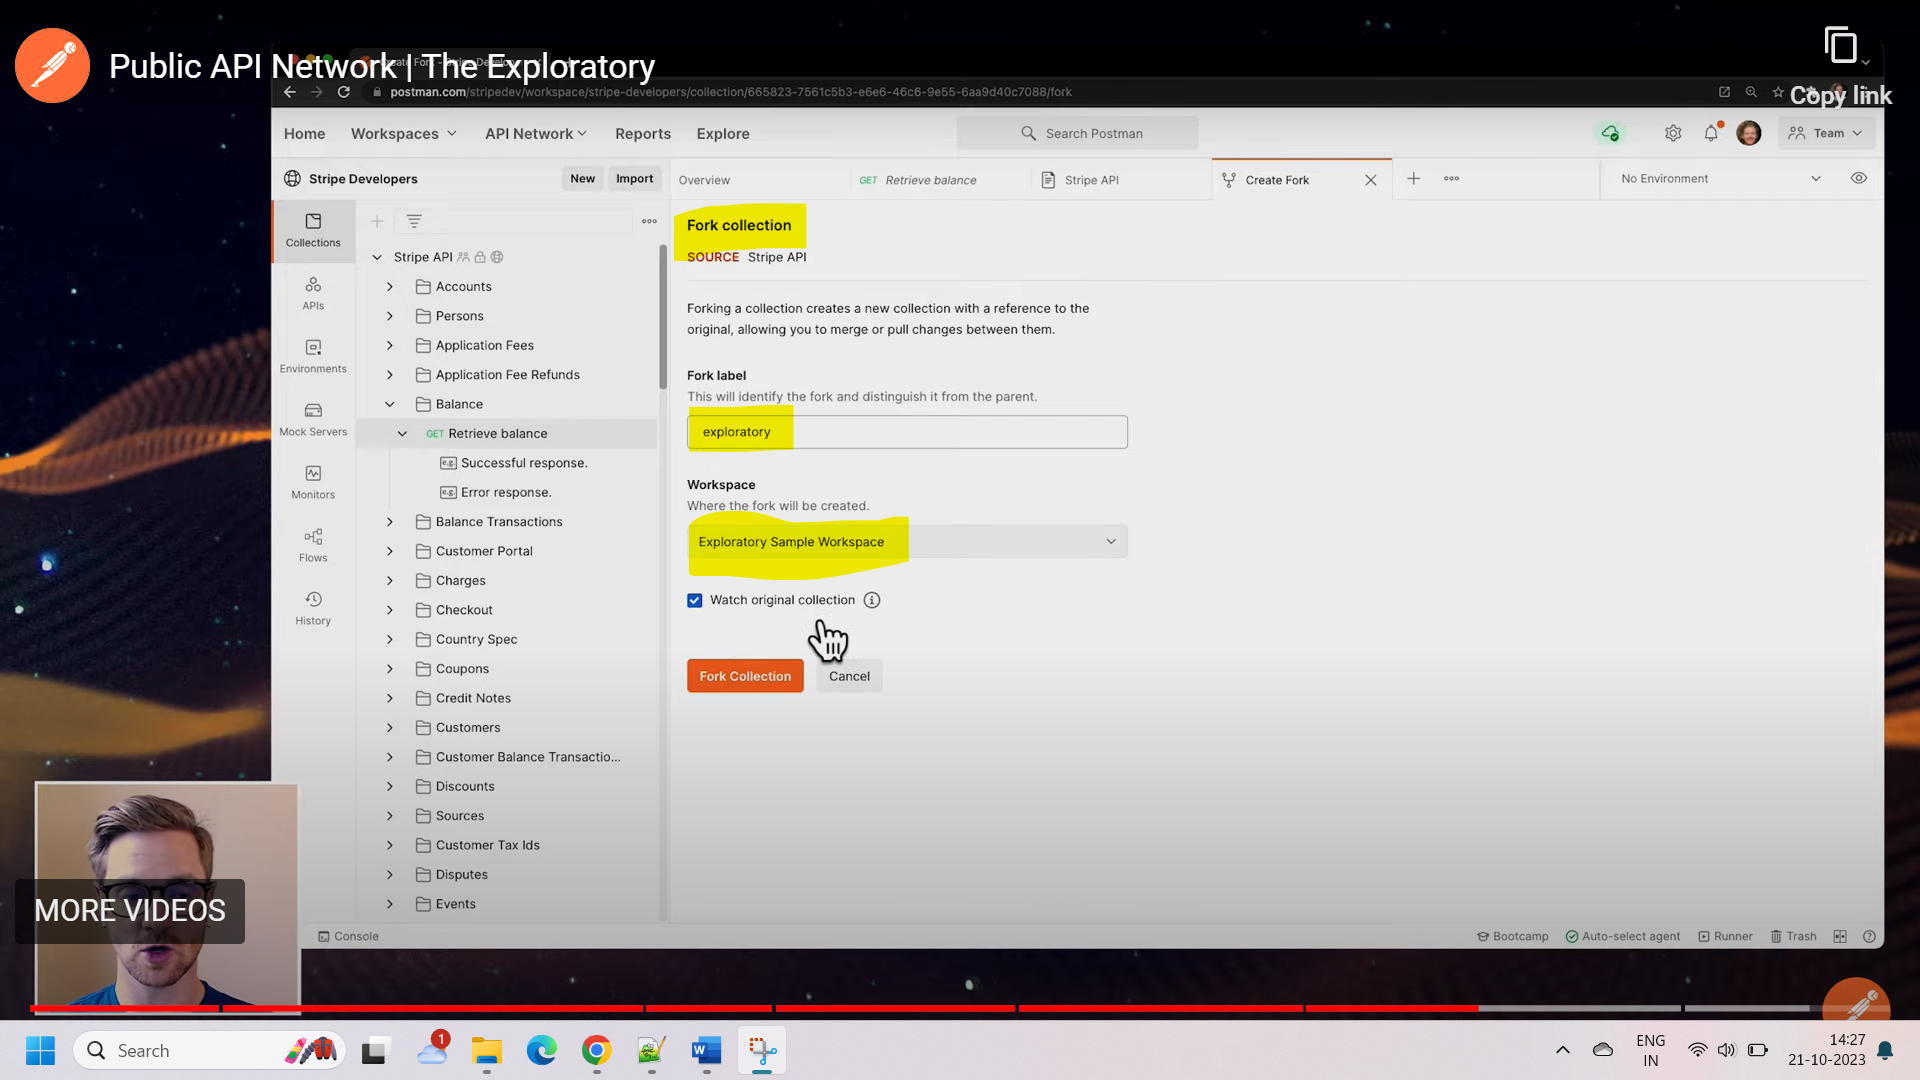 Public API Network | The Exploratory
Copy link
postman.com/stripedev/workspace/stripe-developers/collection/665823-7561c5b3-e6e6-46c6-9e55-6aa9d40c7088/fork
Home
Workspaces
API Network
Reports
Explore
Search Postman
Team
Stripe Developers
New
Import
Overview
GET Retrieve balance
Stripe API
Create Fork
No Environment
Collections
APIs
Environments
Mock Servers
Monitors
Flows
History
Stripe API
Accounts
Persons
Application Fees
Application Fee Refunds
Balance
GET Retrieve balance
e.g. Successful response.
e.g. Error response.
Balance Transactions
Customer Portal
Charges
Checkout
Country Spec
Coupons
Credit Notes
Customers
Customer Balance Transactio...
Discounts
Sources
Customer Tax Ids
Disputes
Events
Fork collection
SOURCE Stripe API
Forking a collection creates a new collection with a reference to the
original, allowing you to merge or pull changes between them.
Fork label
This will identify the fork and distinguish it from the parent.
exploratory
Workspace
Where the fork will be created.
Exploratory Sample Workspace
Watch original collection
Fork Collection
Cancel
MORE VIDEOS
Console
Bootcamp
Auto-select agent
Runner
Trash
Search
1
ENG
IN
14:27
21-10-2023